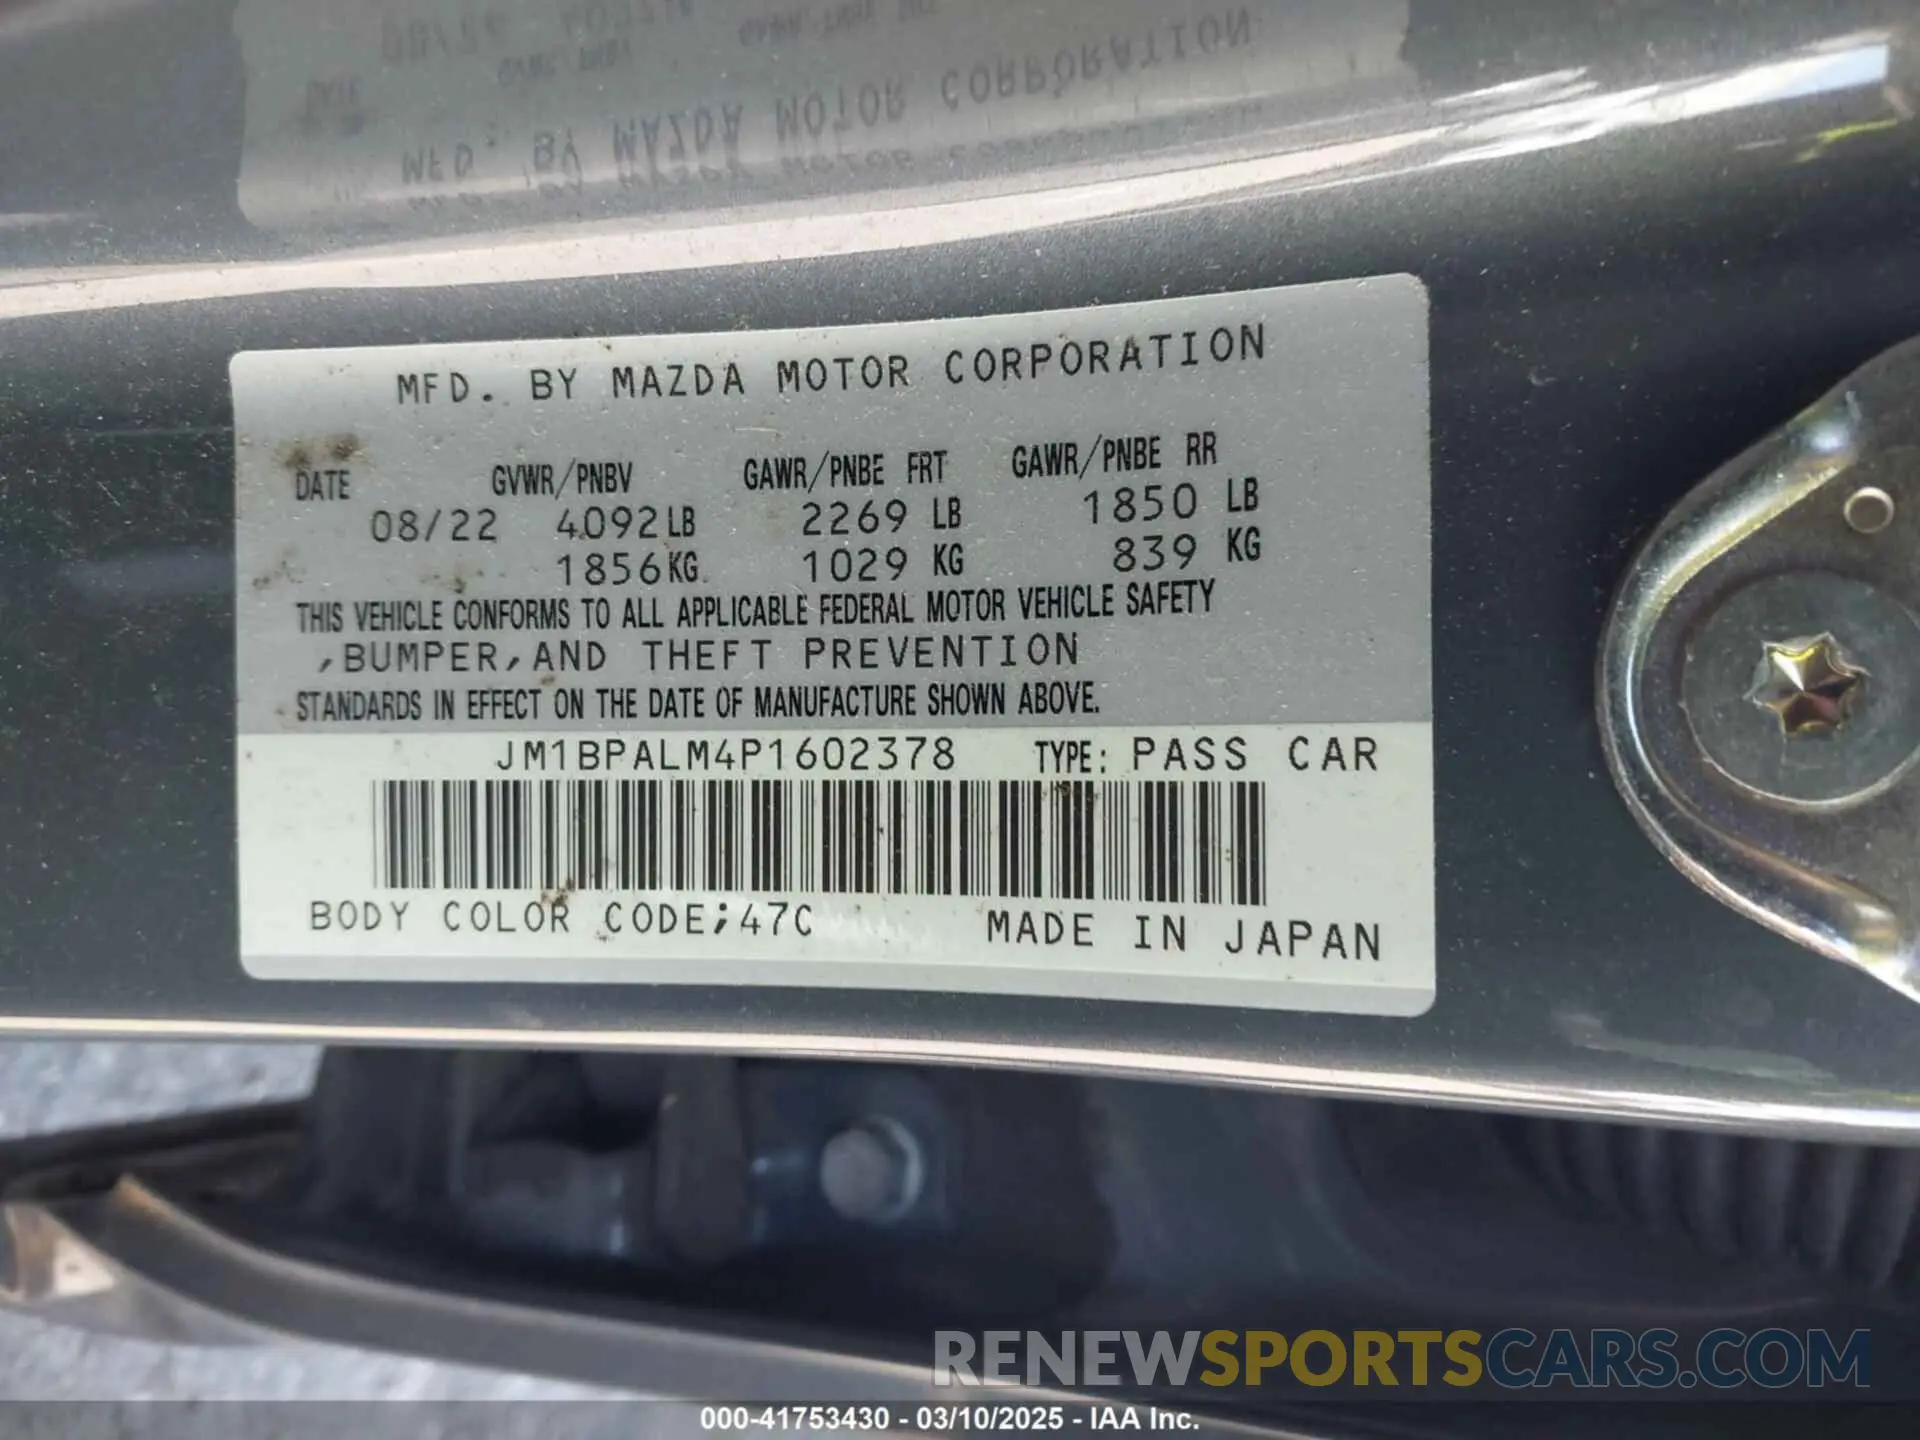 MFD. BY MAZDA MOTOR CORPORATION
DATE GVWR/PNBV GAWR/PNBE FRT GAWR/PNBE RR
08/22 4092LB 2269 LB 1850 LB
1856KG 1029 KG 839 KG
THIS VEHICLE CONFORMS TO ALL APPLICABLE FEDERAL MOTOR VEHICLE SAFETY
,BUMPER,AND THEFT PREVENTION
STANDARDS IN EFFECT ON THE DATE OF MANUFACTURE SHOWN ABOVE.
JM1BPALM4P1602378 TYPE: PASS CAR
BODY COLOR CODE;47C MADE IN JAPAN
RENEWSPORTSCARS.COM
000-41753430 - 03/10/2025 - IAA Inc.